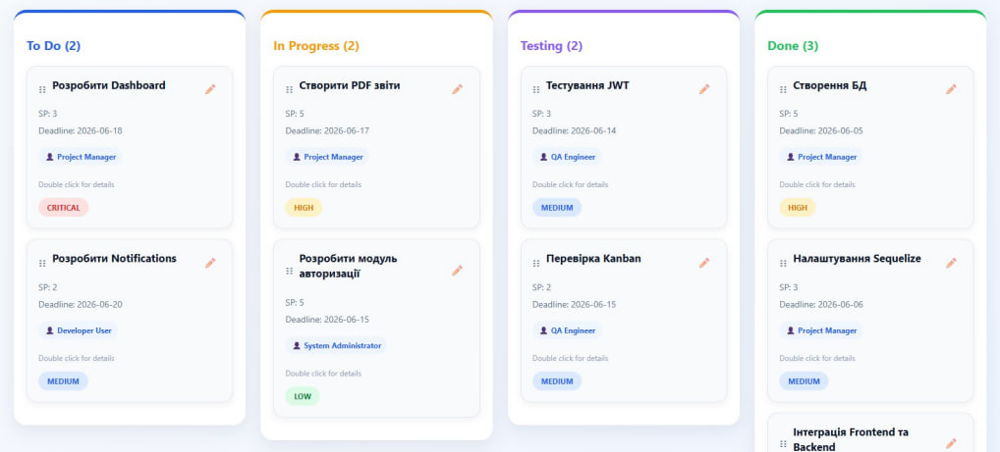 To Do (2)
Розробити Dashboard
SP: 3
Deadline: 2026-06-18
Project Manager
Double click for details
CRITICAL
Розробити Notifications
SP: 2
Deadline: 2026-06-20
Developer User
Double click for details
MEDIUM
In Progress (2)
Створити PDF звіти
SP: 5
Deadline: 2026-06-17
Project Manager
Double click for details
HIGH
Розробити модуль
авторизації
SP: 5
Deadline: 2026-06-15
System Administrator
Double click for details
LOW
Testing (2)
Тестування JWT
SP: 3
Deadline: 2026-06-14
QA Engineer
Double click for details
MEDIUM
Перевірка Kanban
SP: 2
Deadline: 2026-06-15
QA Engineer
Double click for details
MEDIUM
Done (3)
Створення БД
SP: 5
Deadline: 2026-06-05
Project Manager
Double click for details
HIGH
Налаштування Sequelize
SP: 3
Deadline: 2026-06-06
Project Manager
Double click for details
MEDIUM
Інтеграція Frontend та
Backend